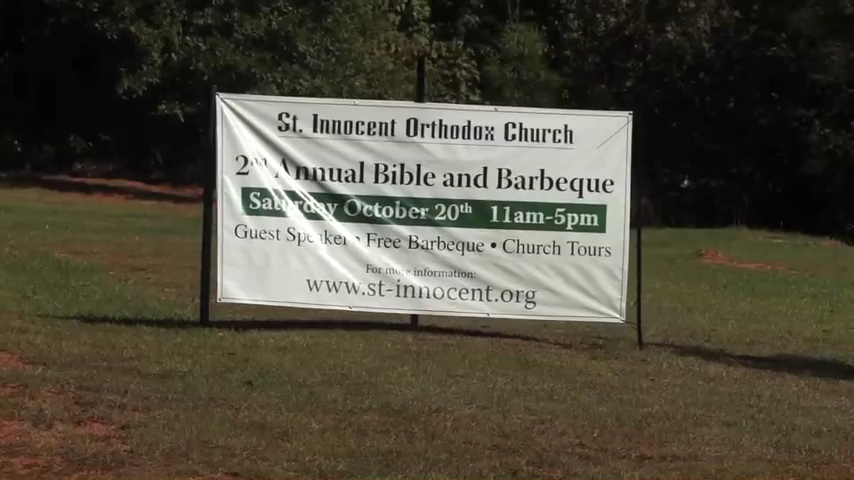 St. Innocent Orthodox Church
2nd Annual Bible and Barbeque
Saturday October 20th 11am-5pm
Guest Speaker • Free Barbeque • Church Tours
For more information:
www.st-innocent.org